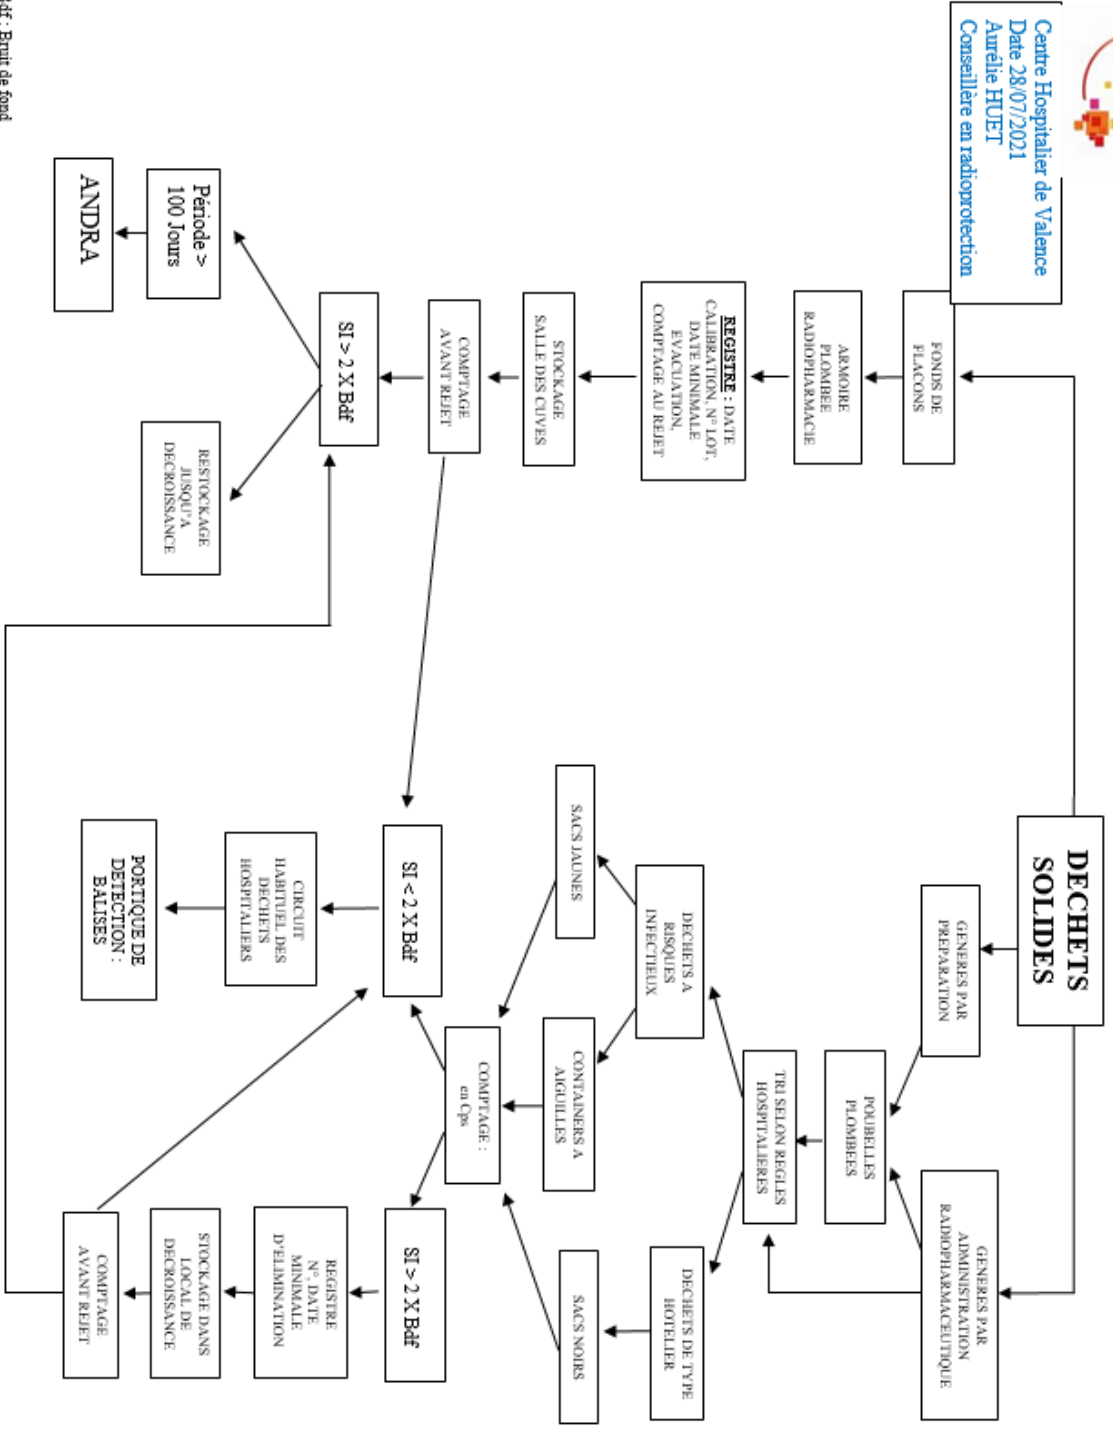 Centre Hospitalier de Valence
Date 28/07/2021
Aurélie HUET
Conseillère en radioprotection
DECHETS
SOLIDES
FONDS DE
FLACONS
GENERES PAR
PREPARATION
GENERES PAR
ADMINISTRATION
RADIOPHARMACEUTIQUE
ARMOIRE
PLOMBEE
RADIOPHARMACIE
POUBELLES
PLOMBEES
REGISTRE : DATE
CALIBRATION, N° LOT,
DATE MINIMALE
EVACUATION,
COMPTAGE AU REJET
TRI SELON REGLES
HOSPITALIERES
DECHETS A
RISQUES
INFECTIEUX
DECHETS DE TYPE
HOTELIER
STOCKAGE
SALLE DES CUVES
SACS JAUNES
CONTAINERS A
AIGUILLES
SACS NOIRS
COMPTAGE
AVANT REJET
COMPTAGE :
en Cps
SI > 2 X Bdf
SI < 2 X Bdf
SI > 2 X Bdf
CIRCUIT
HABITUEL DES
DECHETS
HOSPITALIERS
REGISTRE
N°, DATE
MINIMALE
D'ELIMINATION
Période >
100 Jours
RESTOCKAGE
JUSQU'A
DECROISSANCE
STOCKAGE DANS
LOCAL DE
DECROISSANCE
ANDRA
PORTIQUE DE
DETECTION :
BALISES
COMPTAGE
AVANT REJET
Bdf : Bruit de fond